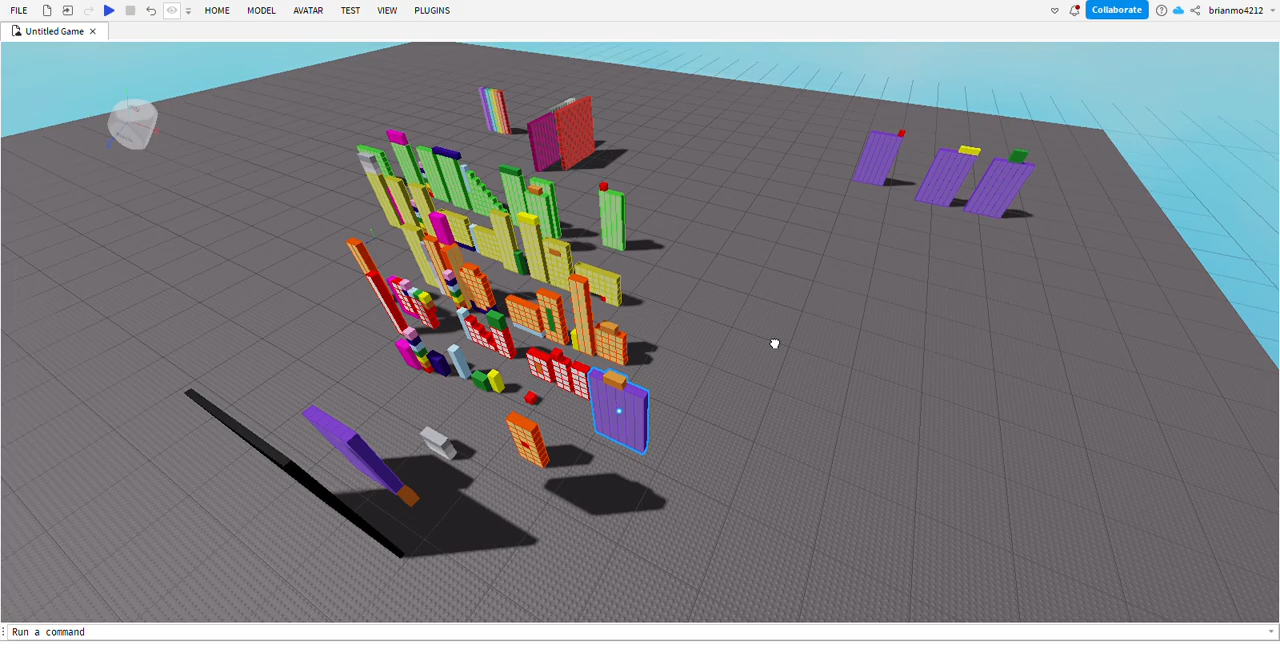 FILE HOME MODEL AVATAR TEST VIEW PLUGINS Collaborate brianmo4212
Untitled Game
Run a command